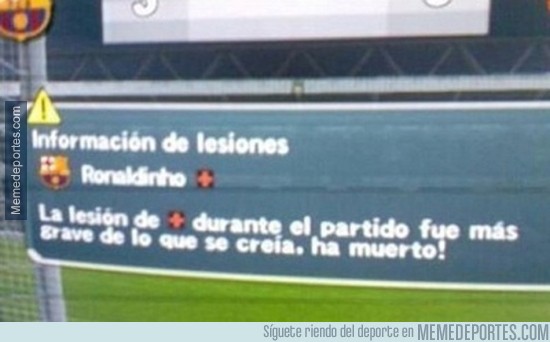 Información de lesiones
Ronaldinho
La lesión de durante el partido fue más
grave de lo que se creía, ha muerto!
Memedeportes.com
Síguete riendo del deporte en MEMEDEPORTES.COM